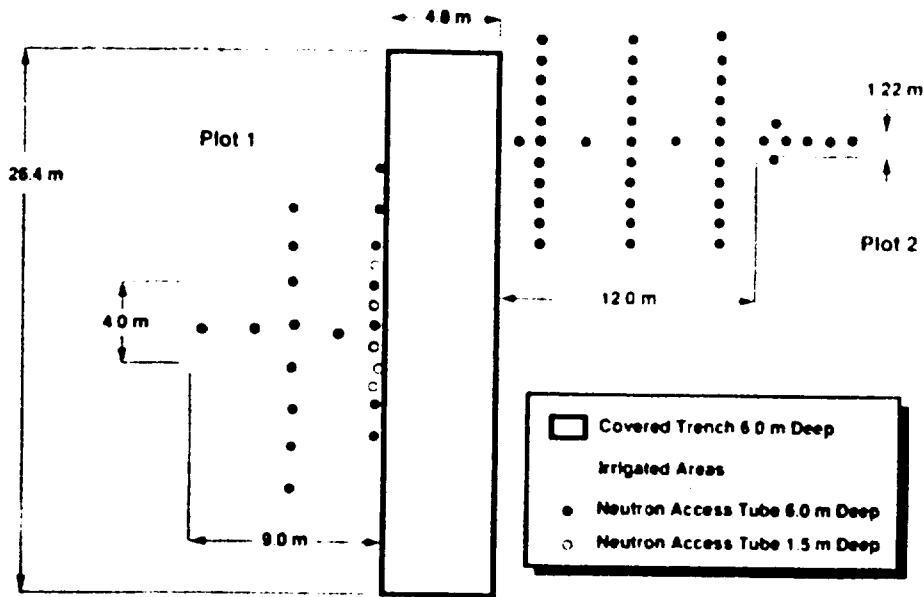 4.8 m
1.22 m
Plot 1
26.4 m
Plot 2
12.0 m
4.0 m
Covered Trench 6.0 m Deep
Irrigated Areas
Neutron Access Tube 6.0 m Deep
9.0 m
Neutron Access Tube 1.5 m Deep